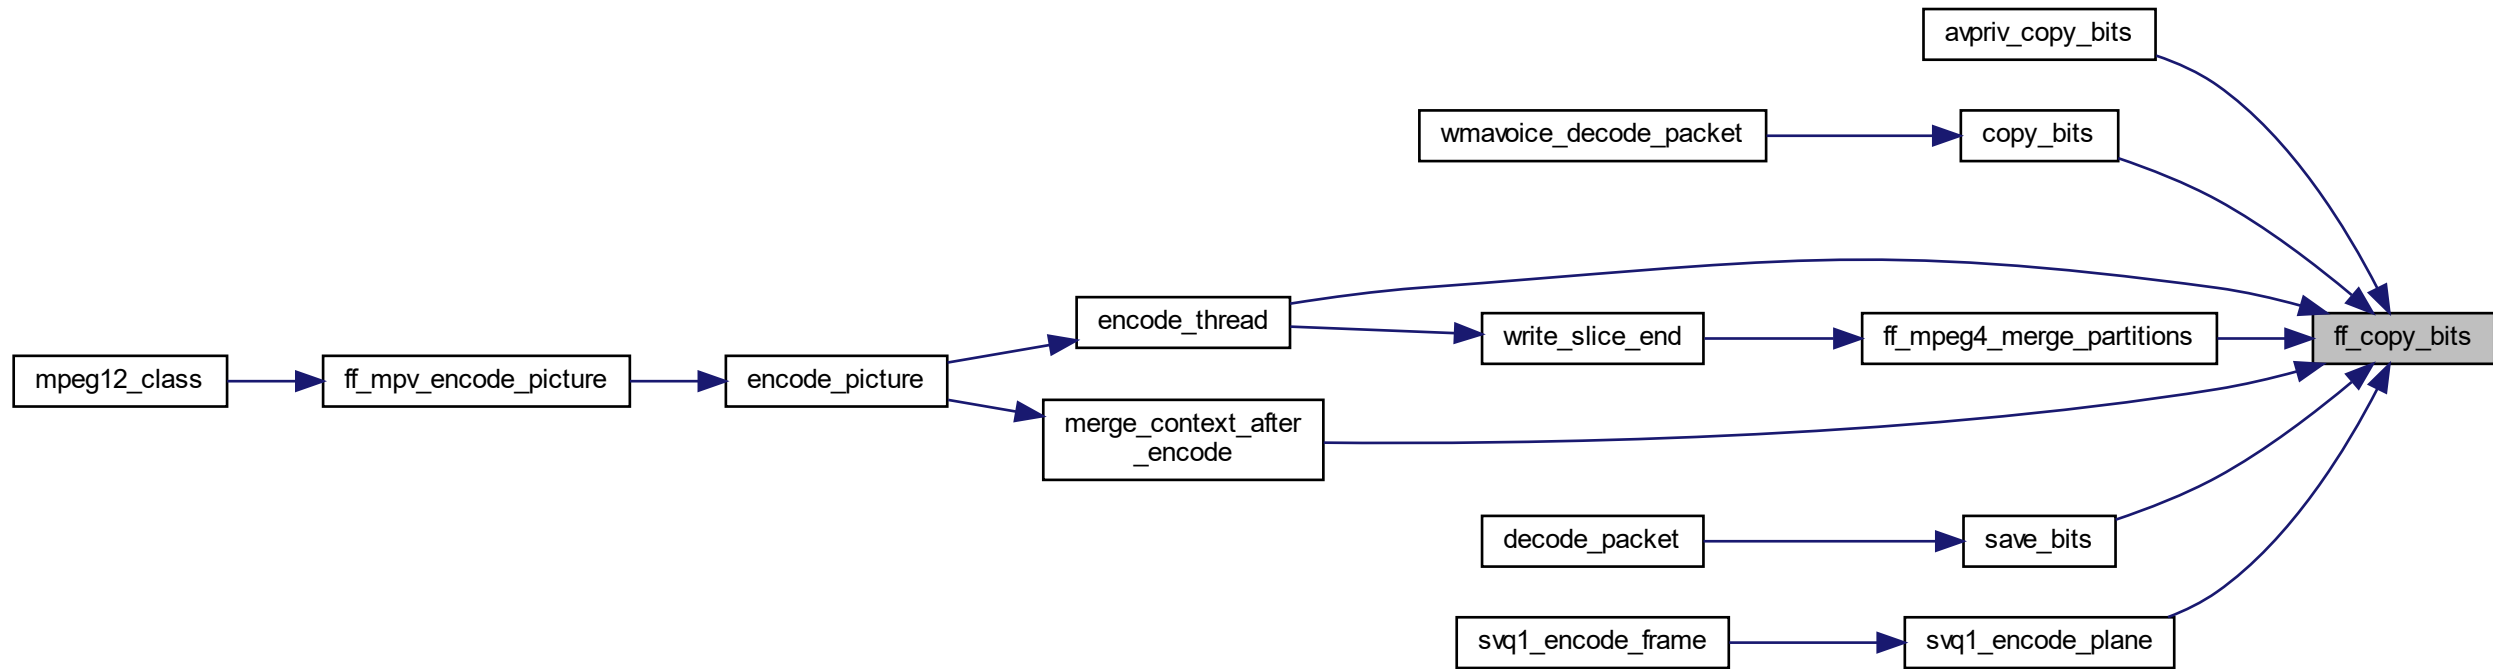 avpriv_copy_bits
wmavoice_decode_packet
copy_bits
encode_thread
write_slice_end
ff_mpeg4_merge_partitions
ff_copy_bits
mpeg12_class
ff_mpv_encode_picture
encode_picture
merge_context_after
_encode
decode_packet
save_bits
svq1_encode_frame
svq1_encode_plane